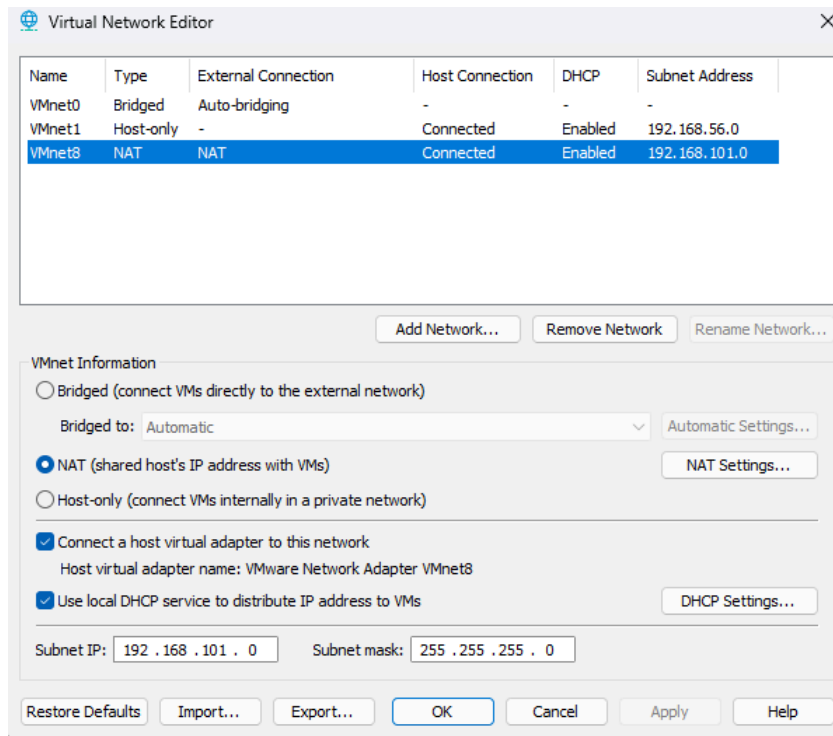 Virtual Network Editor
Name Type External Connection Host Connection DHCP Subnet Address
VMnet0 Bridged Auto-bridging - - -
VMnet1 Host-only - Connected Enabled 192.168.56.0
VMnet8 NAT NAT Connected Enabled 192.168.101.0
Add Network... Remove Network Rename Network...
VMnet Information
Bridged (connect VMs directly to the external network)
Bridged to: Automatic Automatic Settings...
NAT (shared host's IP address with VMs) NAT Settings...
Host-only (connect VMs internally in a private network)
Connect a host virtual adapter to this network
Host virtual adapter name: VMware Network Adapter VMnet8
Use local DHCP service to distribute IP address to VMs DHCP Settings...
Subnet IP: 192 .168 .101 . 0 Subnet mask: 255 .255 .255 . 0
Restore Defaults Import... Export... OK Cancel Apply Help